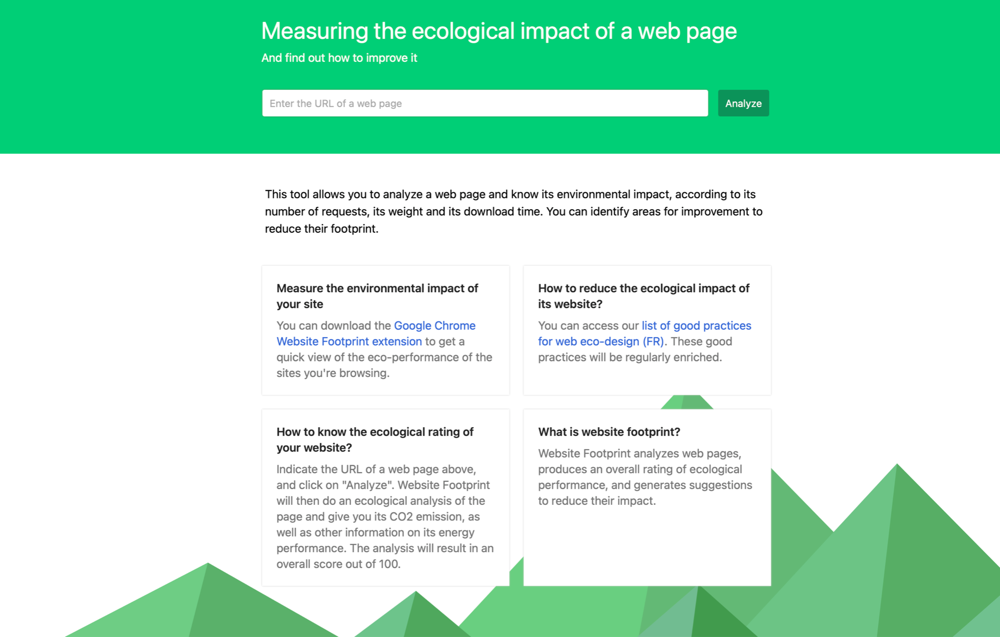 Measuring the ecological impact of a web page
And find out how to improve it
Enter the URL of a web page
Analyze
This tool allows you to analyze a web page and know its environmental impact, according to its
number of requests, its weight and its download time. You can identify areas for improvement to
reduce their footprint.
Measure the environmental impact of
your site
You can download the Google Chrome
Website Footprint extension to get a
quick view of the eco-performance of the
sites you're browsing.
How to reduce the ecological impact of
its website?
You can access our list of good practices
for web eco-design (FR). These good
practices will be regularly enriched.
How to know the ecological rating of
your website?
Indicate the URL of a web page above,
and click on "Analyze". Website Footprint
will then do an ecological analysis of the
page and give you its CO2 emission, as
well as other information on its energy
performance. The analysis will result in an
overall score out of 100.
What is website footprint?
Website Footprint analyzes web pages,
produces an overall rating of ecological
performance, and generates suggestions
to reduce their impact.